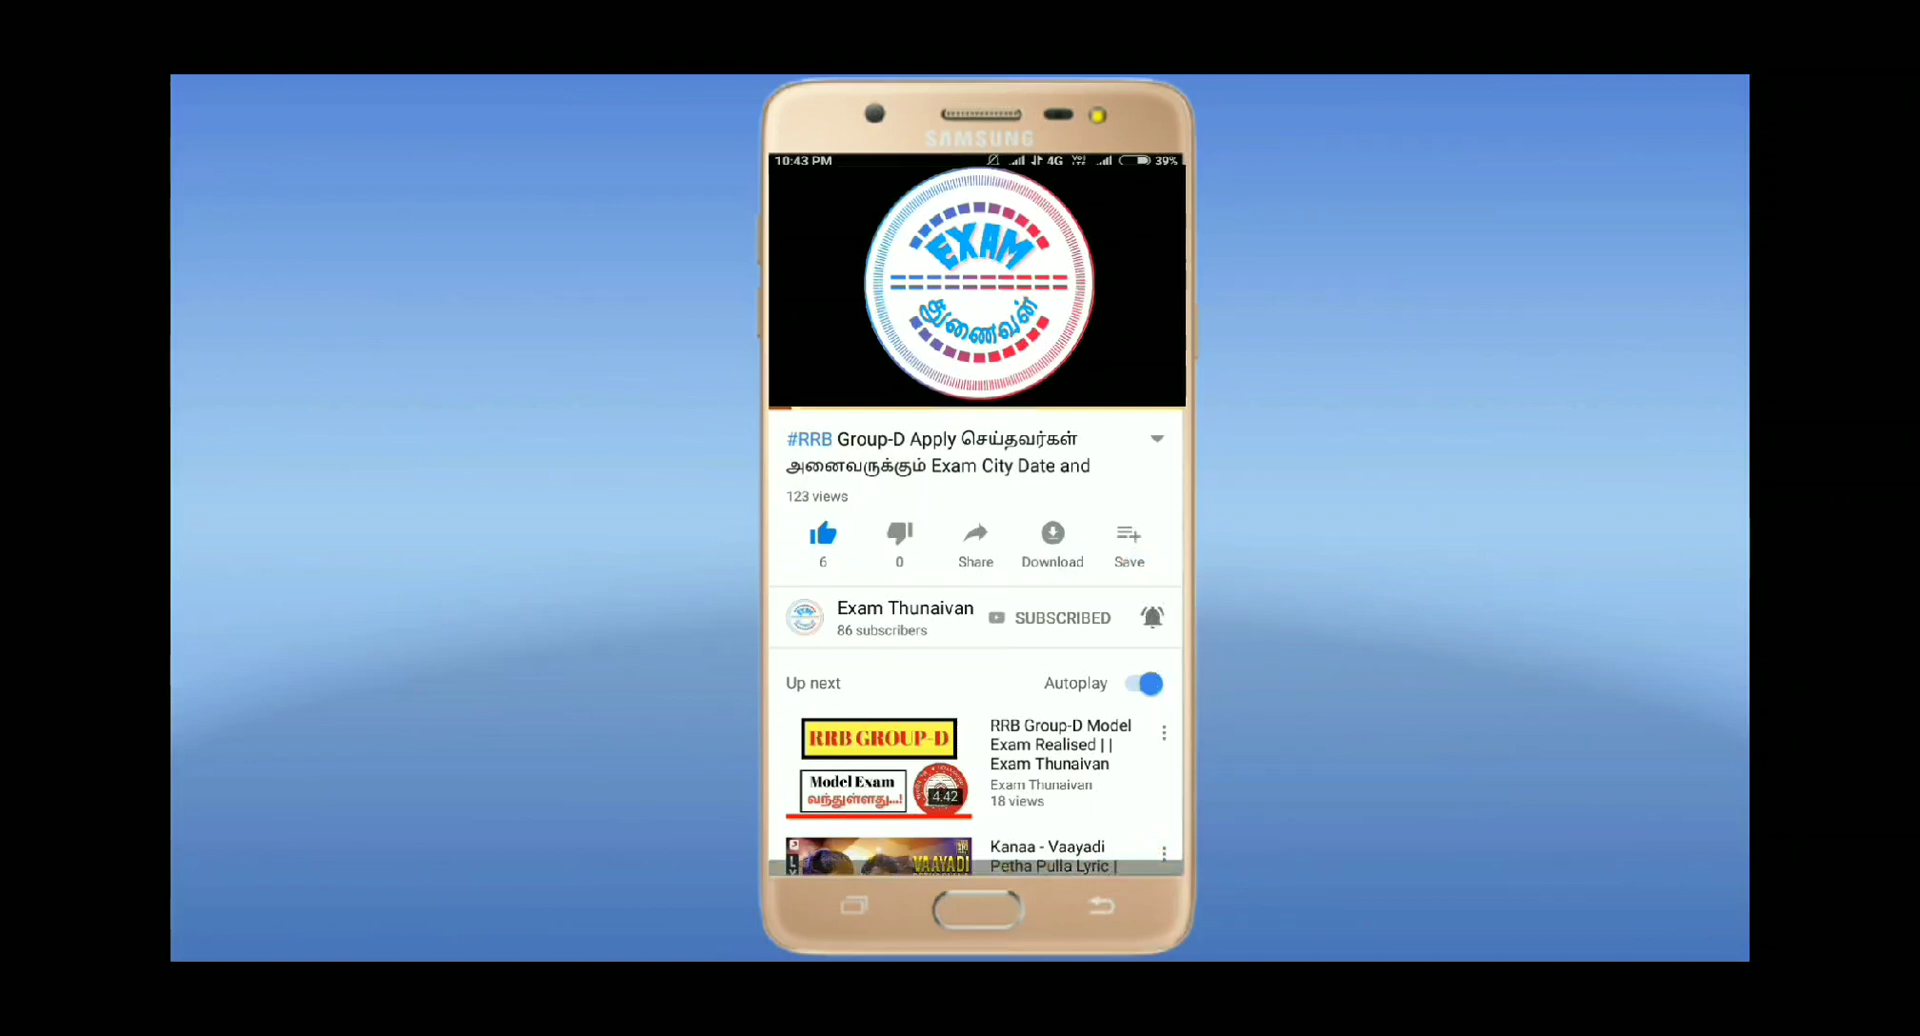 SAMSUNG
10:43 PM 4G 39%
EXAM
துணைவன்
#RRB Group-D Apply செய்தவர்கள்
அனைவருக்கும் Exam City Date and
123 views
6 0 Share Download Save
Exam Thunaivan
86 subscribers
SUBSCRIBED
Up next Autoplay
RRB GROUP-D
Model Exam
வந்துள்ளது...!
4:42
RRB Group-D Model
Exam Realised ||
Exam Thunaivan
Exam Thunaivan
18 views
VAAYADI
Kanaa - Vaayadi
Petha Pulla Lyric |